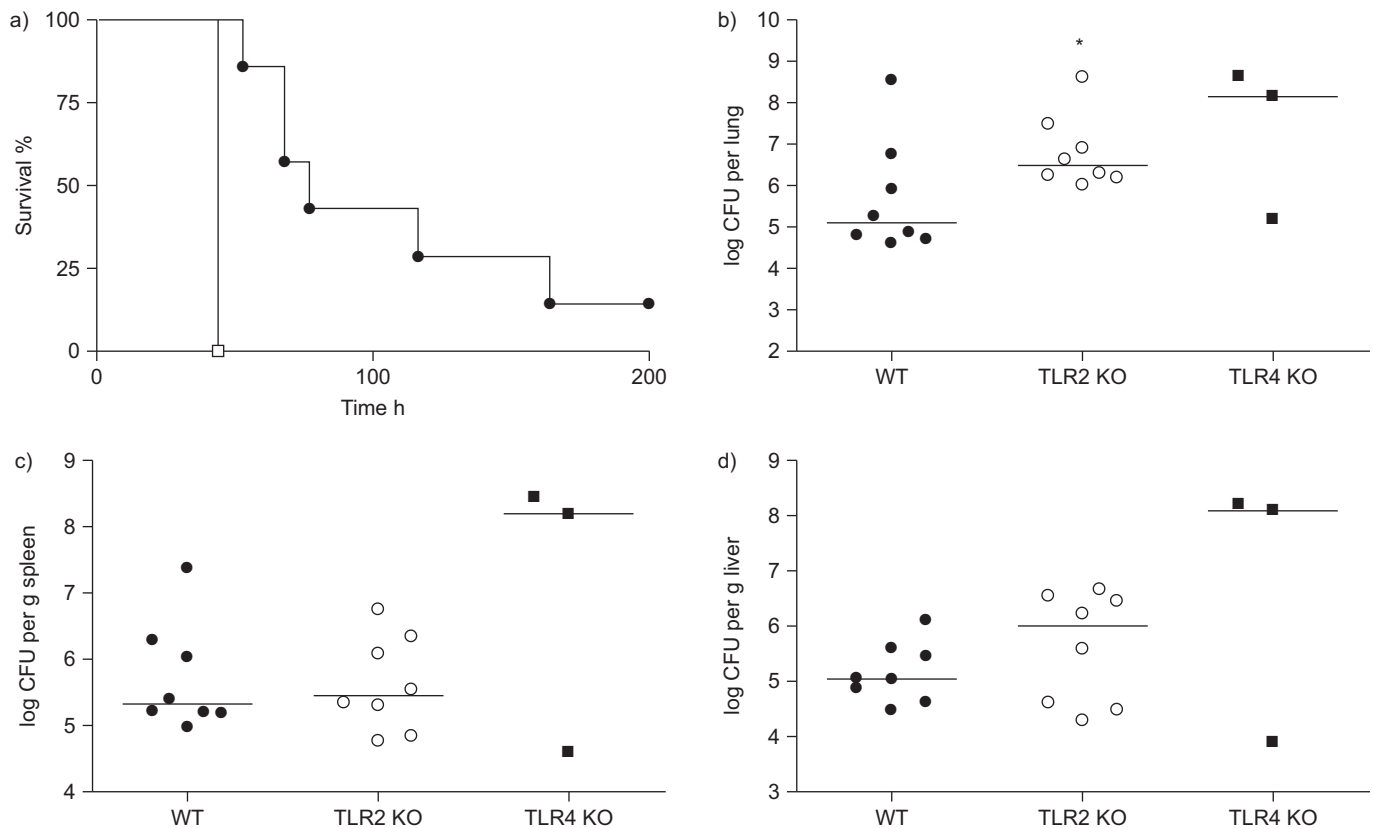 a)
100
75
50
25
0
Survival %
0 100 200
Time h
b)
10
9
8
7
6
5
4
3
2
log CFU per lung
*
WT TLR2 KO TLR4 KO
c)
9
8
7
6
5
4
log CFU per g spleen
WT TLR2 KO TLR4 KO
d)
9
8
7
6
5
4
3
log CFU per g liver
WT TLR2 KO TLR4 KO